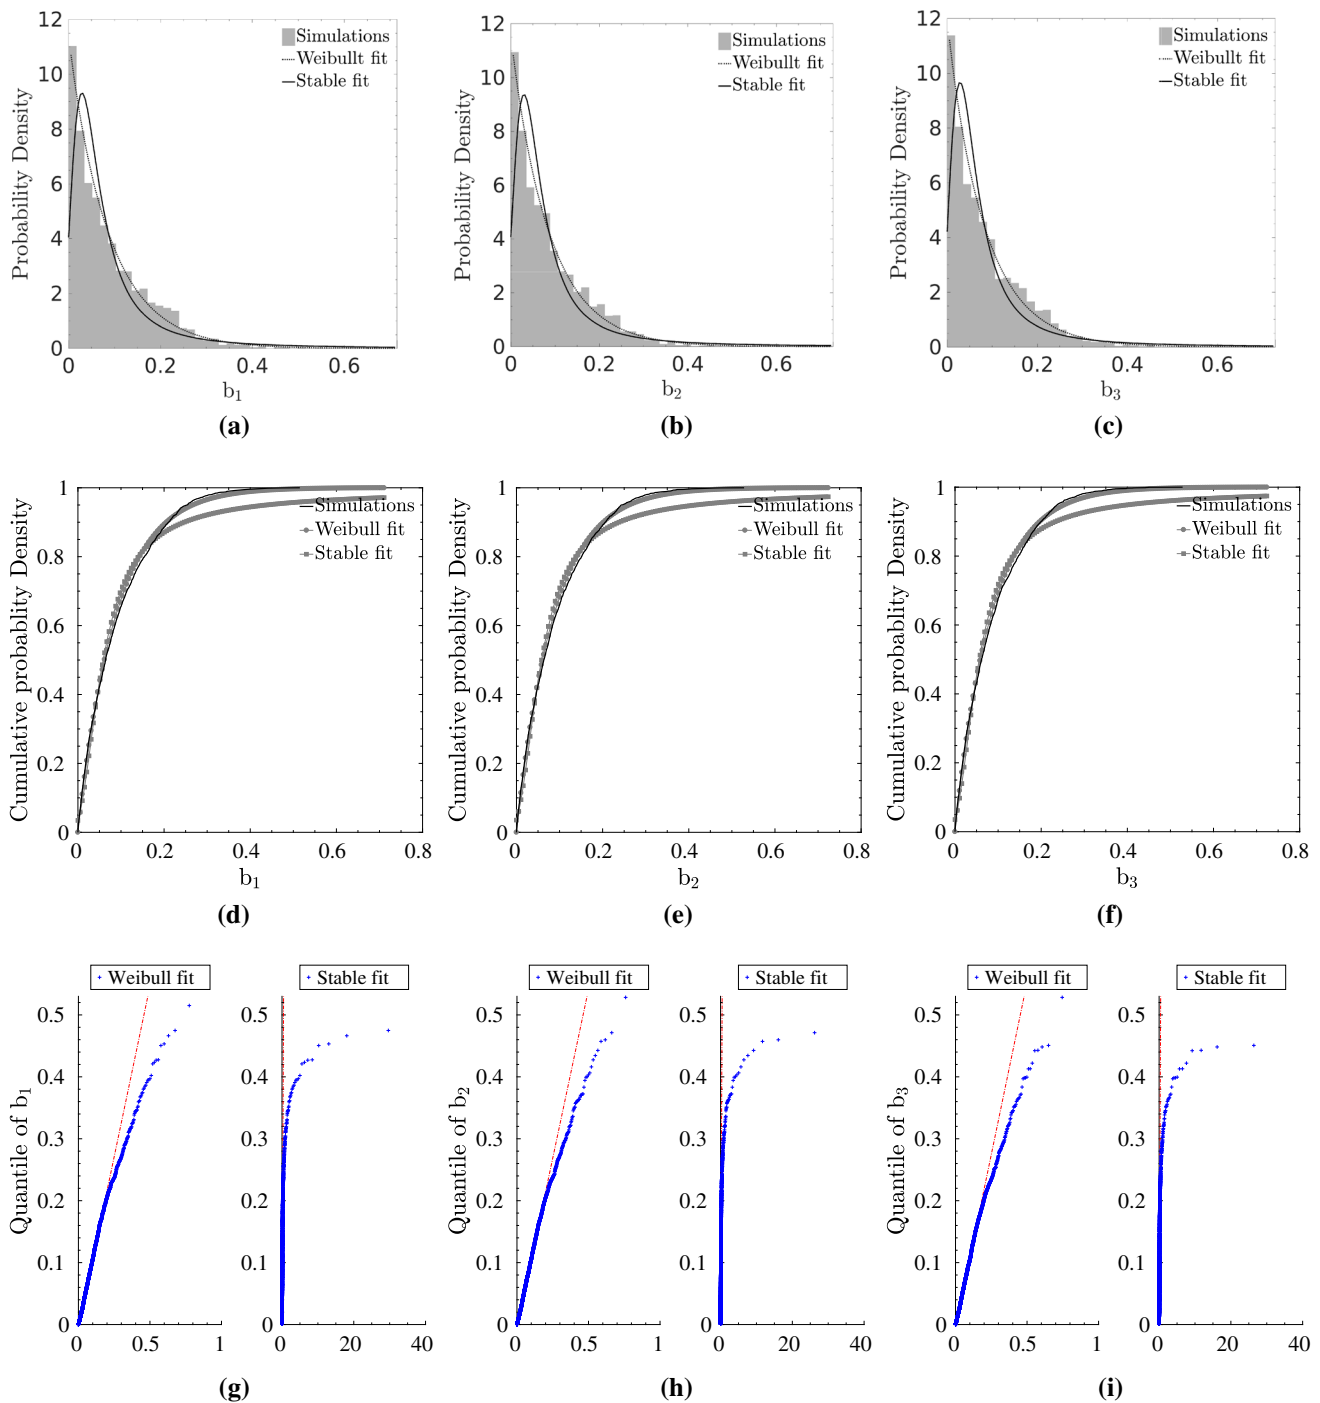 12
10
8
6
4
2
0
Probability Density
Simulations
Weibullt fit
Stable fit
0 0.2 0.4 0.6
b1
(a)
12
10
8
6
4
2
0
Probability Density
Simulations
Weibullt fit
Stable fit
0 0.2 0.4 0.6
b2
(b)
12
10
8
6
4
2
0
Probability Density
Simulations
Weibullt fit
Stable fit
0 0.2 0.4 0.6
b3
(c)
1
0.8
0.6
0.4
0.2
0
Cumulative probablity Density
Simulations
Weibull fit
Stable fit
0 0.2 0.4 0.6 0.8
b1
(d)
1
0.8
0.6
0.4
0.2
0
Cumulative probablity Density
Simulations
Weibull fit
Stable fit
0 0.2 0.4 0.6 0.8
b2
(e)
1
0.8
0.6
0.4
0.2
0
Cumulative probablity Density
Simulations
Weibull fit
Stable fit
0 0.2 0.4 0.6 0.8
b3
(f)
Weibull fit
0.5
0.4
0.3
0.2
0.1
0
Quantile of b1
0 0.5 1
Stable fit
0.5
0.4
0.3
0.2
0.1
0
0 20 40
(g)
Weibull fit
0.5
0.4
0.3
0.2
0.1
0
Quantile of b2
0 0.5 1
Stable fit
0.5
0.4
0.3
0.2
0.1
0
0 20 40
(h)
Weibull fit
0.5
0.4
0.3
0.2
0.1
0
Quantile of b3
0 0.5 1
Stable fit
0.5
0.4
0.3
0.2
0.1
0
0 20 40
(i)